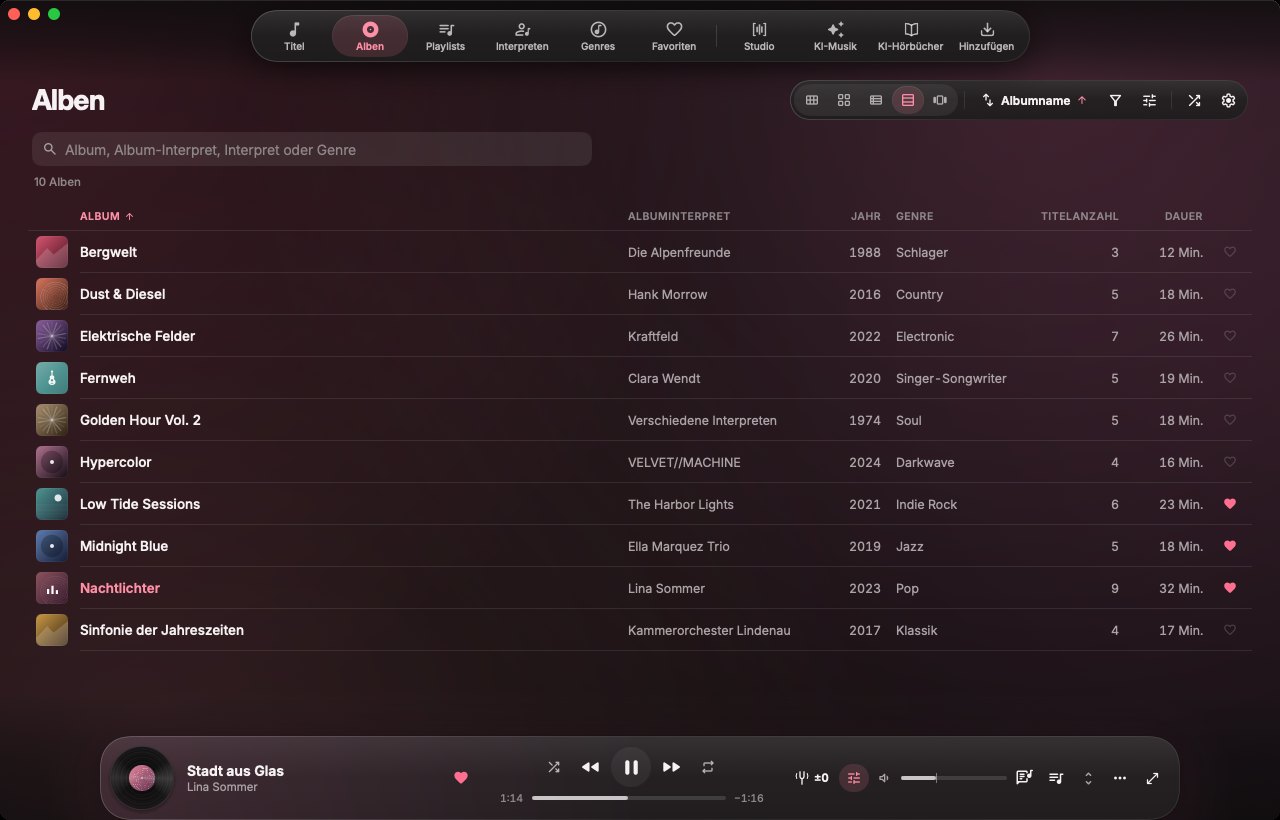 Titel
Alben
Playlists
Interpreten
Genres
Favoriten
Studio
KI-Musik
KI-Hörbücher
Hinzufügen
Alben
Albumname
Album, Album-Interpret, Interpret oder Genre
10 Alben
ALBUM ALBUMINTERPRET JAHR GENRE TITELANZAHL DAUER
Bergwelt Die Alpenfreunde 1988 Schlager 3 12 Min.
Dust & Diesel Hank Morrow 2016 Country 5 18 Min.
Elektrische Felder Kraftfeld 2022 Electronic 7 26 Min.
Fernweh Clara Wendt 2020 Singer-Songwriter 5 19 Min.
Golden Hour Vol. 2 Verschiedene Interpreten 1974 Soul 5 18 Min.
Hypercolor VELVET//MACHINE 2024 Darkwave 4 16 Min.
Low Tide Sessions The Harbor Lights 2021 Indie Rock 6 23 Min.
Midnight Blue Ella Marquez Trio 2019 Jazz 5 18 Min.
Nachtlichter Lina Sommer 2023 Pop 9 32 Min.
Sinfonie der Jahreszeiten Kammerorchester Lindenau 2017 Klassik 4 17 Min.
Stadt aus Glas
Lina Sommer
1:14
−1:16
±0